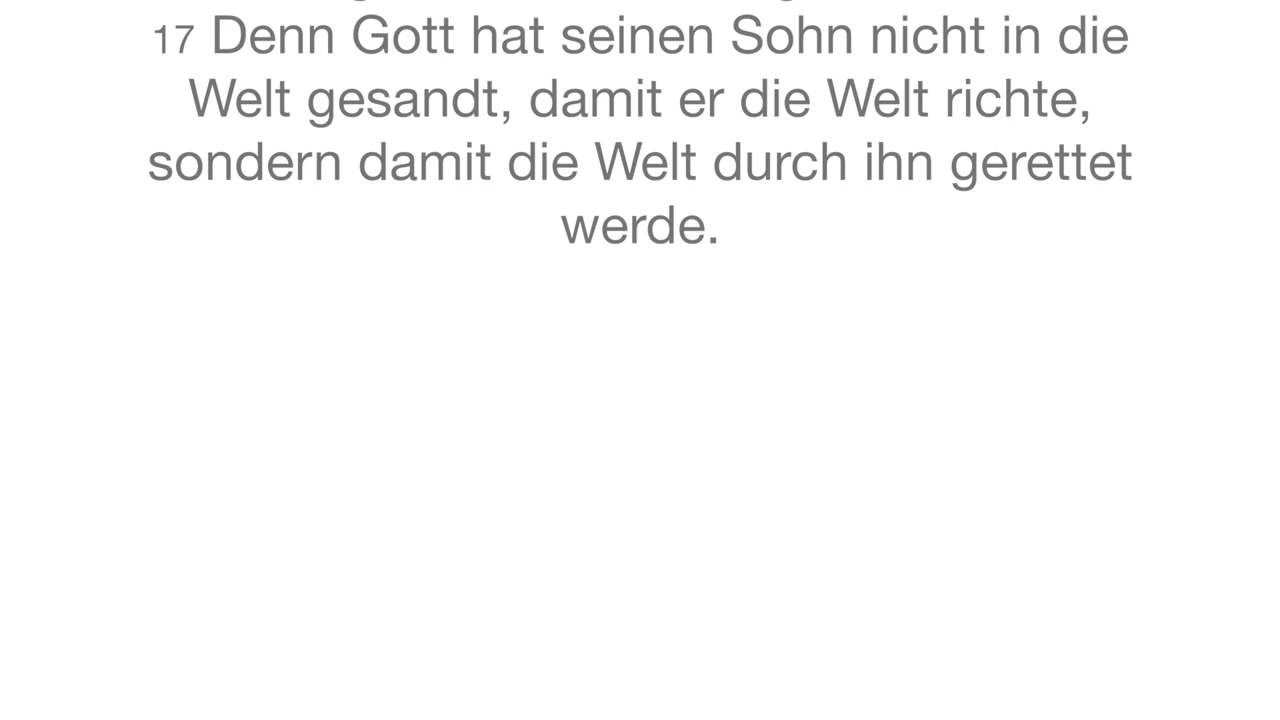 17 Denn Gott hat seinen Sohn nicht in die
Welt gesandt, damit er die Welt richte,
sondern damit die Welt durch ihn gerettet
werde.